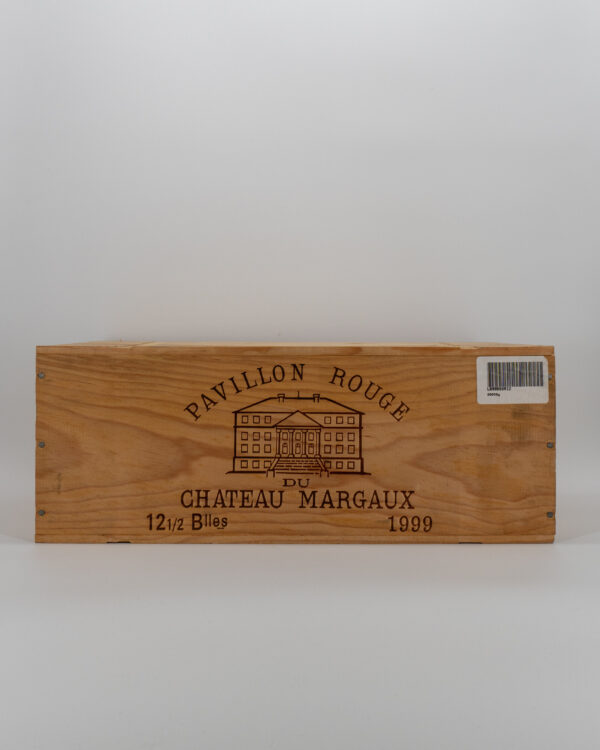 PAVILLON ROUGE
DU
CHATEAU MARGAUX
12 1/2 Blles 1999